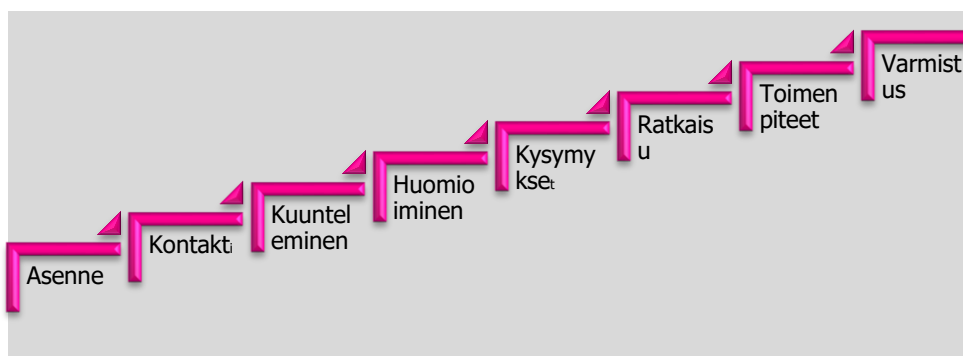 Asenne
Kontakti
Kuuntel
eminen
Huomio
iminen
Kysymy
kset
Ratkais
u
Toimen
piteet
Varmist
us